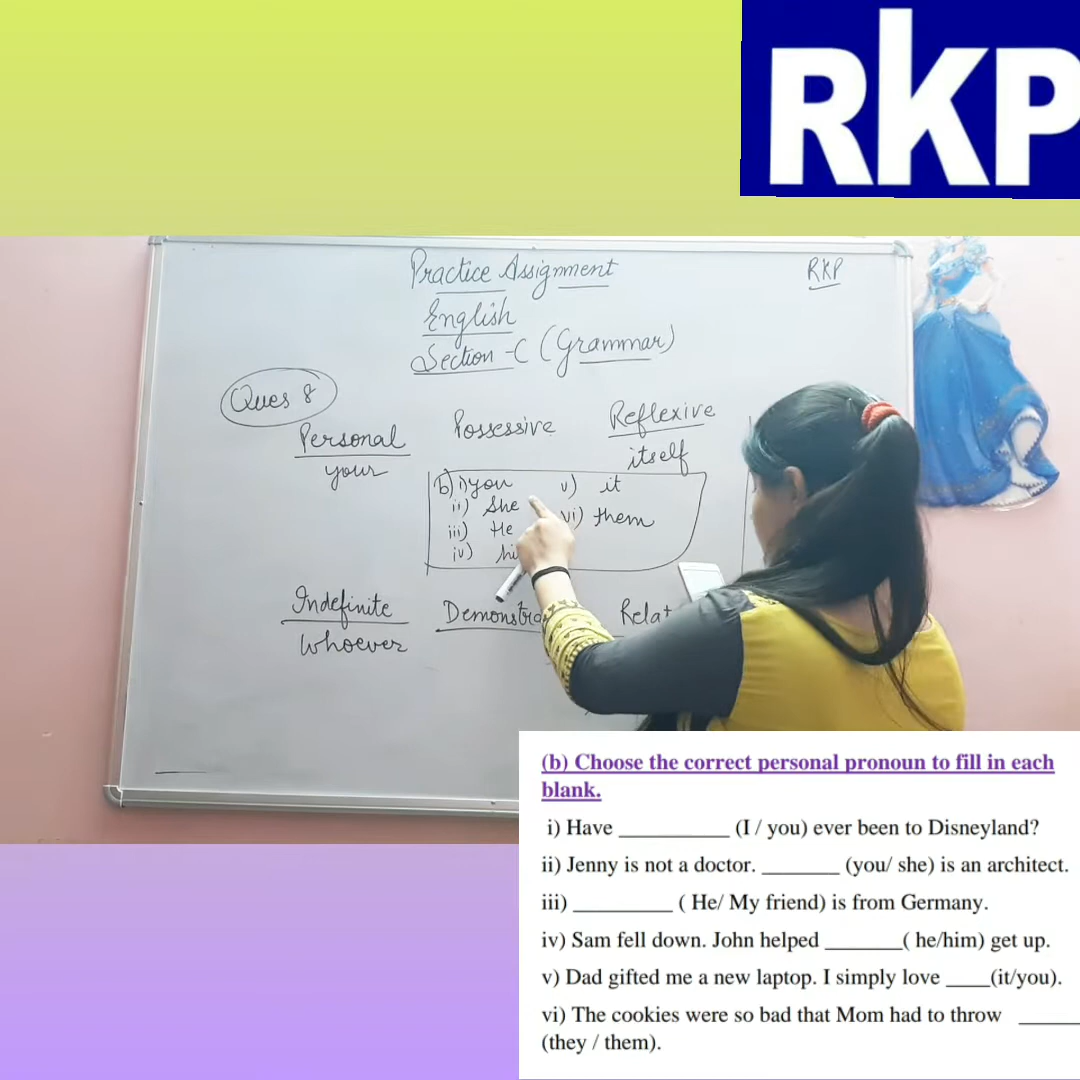 RKP
Practice Assignment
RKP
English
Section-C (Grammar)
Ques 8
Personal Possessive Reflexive
your itself
b) i) you v) it
ii) She vi) them
iii) He
iv)
Indefinite
Whoever
(b) Choose the correct personal pronoun to fill in each
blank.
i) Have __________ (I / you) ever been to Disneyland?
ii) Jenny is not a doctor. _______ (you/ she) is an architect.
iii) _________ ( He/ My friend) is from Germany.
iv) Sam fell down. John helped _______( he/him) get up.
v) Dad gifted me a new laptop. I simply love ____(it/you).
vi) The cookies were so bad that Mom had to throw ______
(they / them).